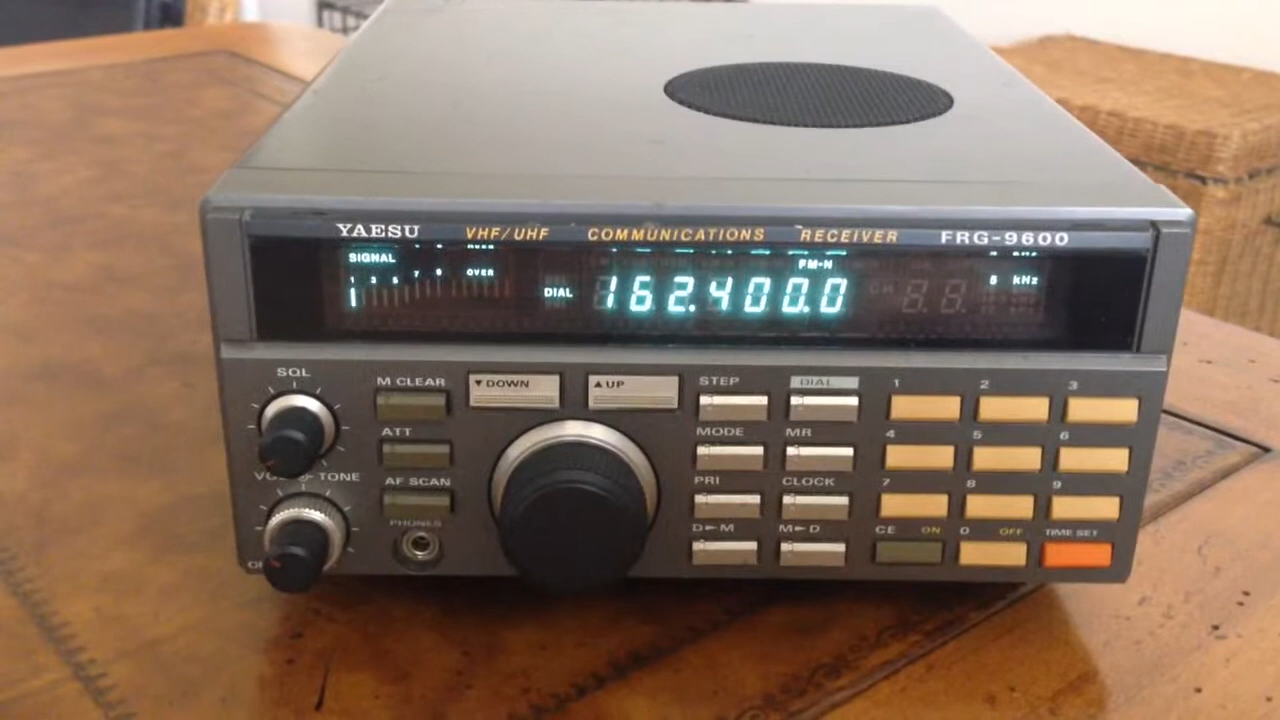 YAESU VHF/UHF COMMUNICATIONS RECEIVER FRG-9600
SIGNAL
1 3 5 7 9 OVER
FM-N
DIAL 162.400.0
5 kHz
SQL
M CLEAR ▼DOWN ▲UP STEP DIAL 1 2 3
ATT MODE MR 4 5 6
TONE AF SCAN PRI CLOCK 7 8 9
PHONES D►M M►D CE ON 0 OFF TIME SET